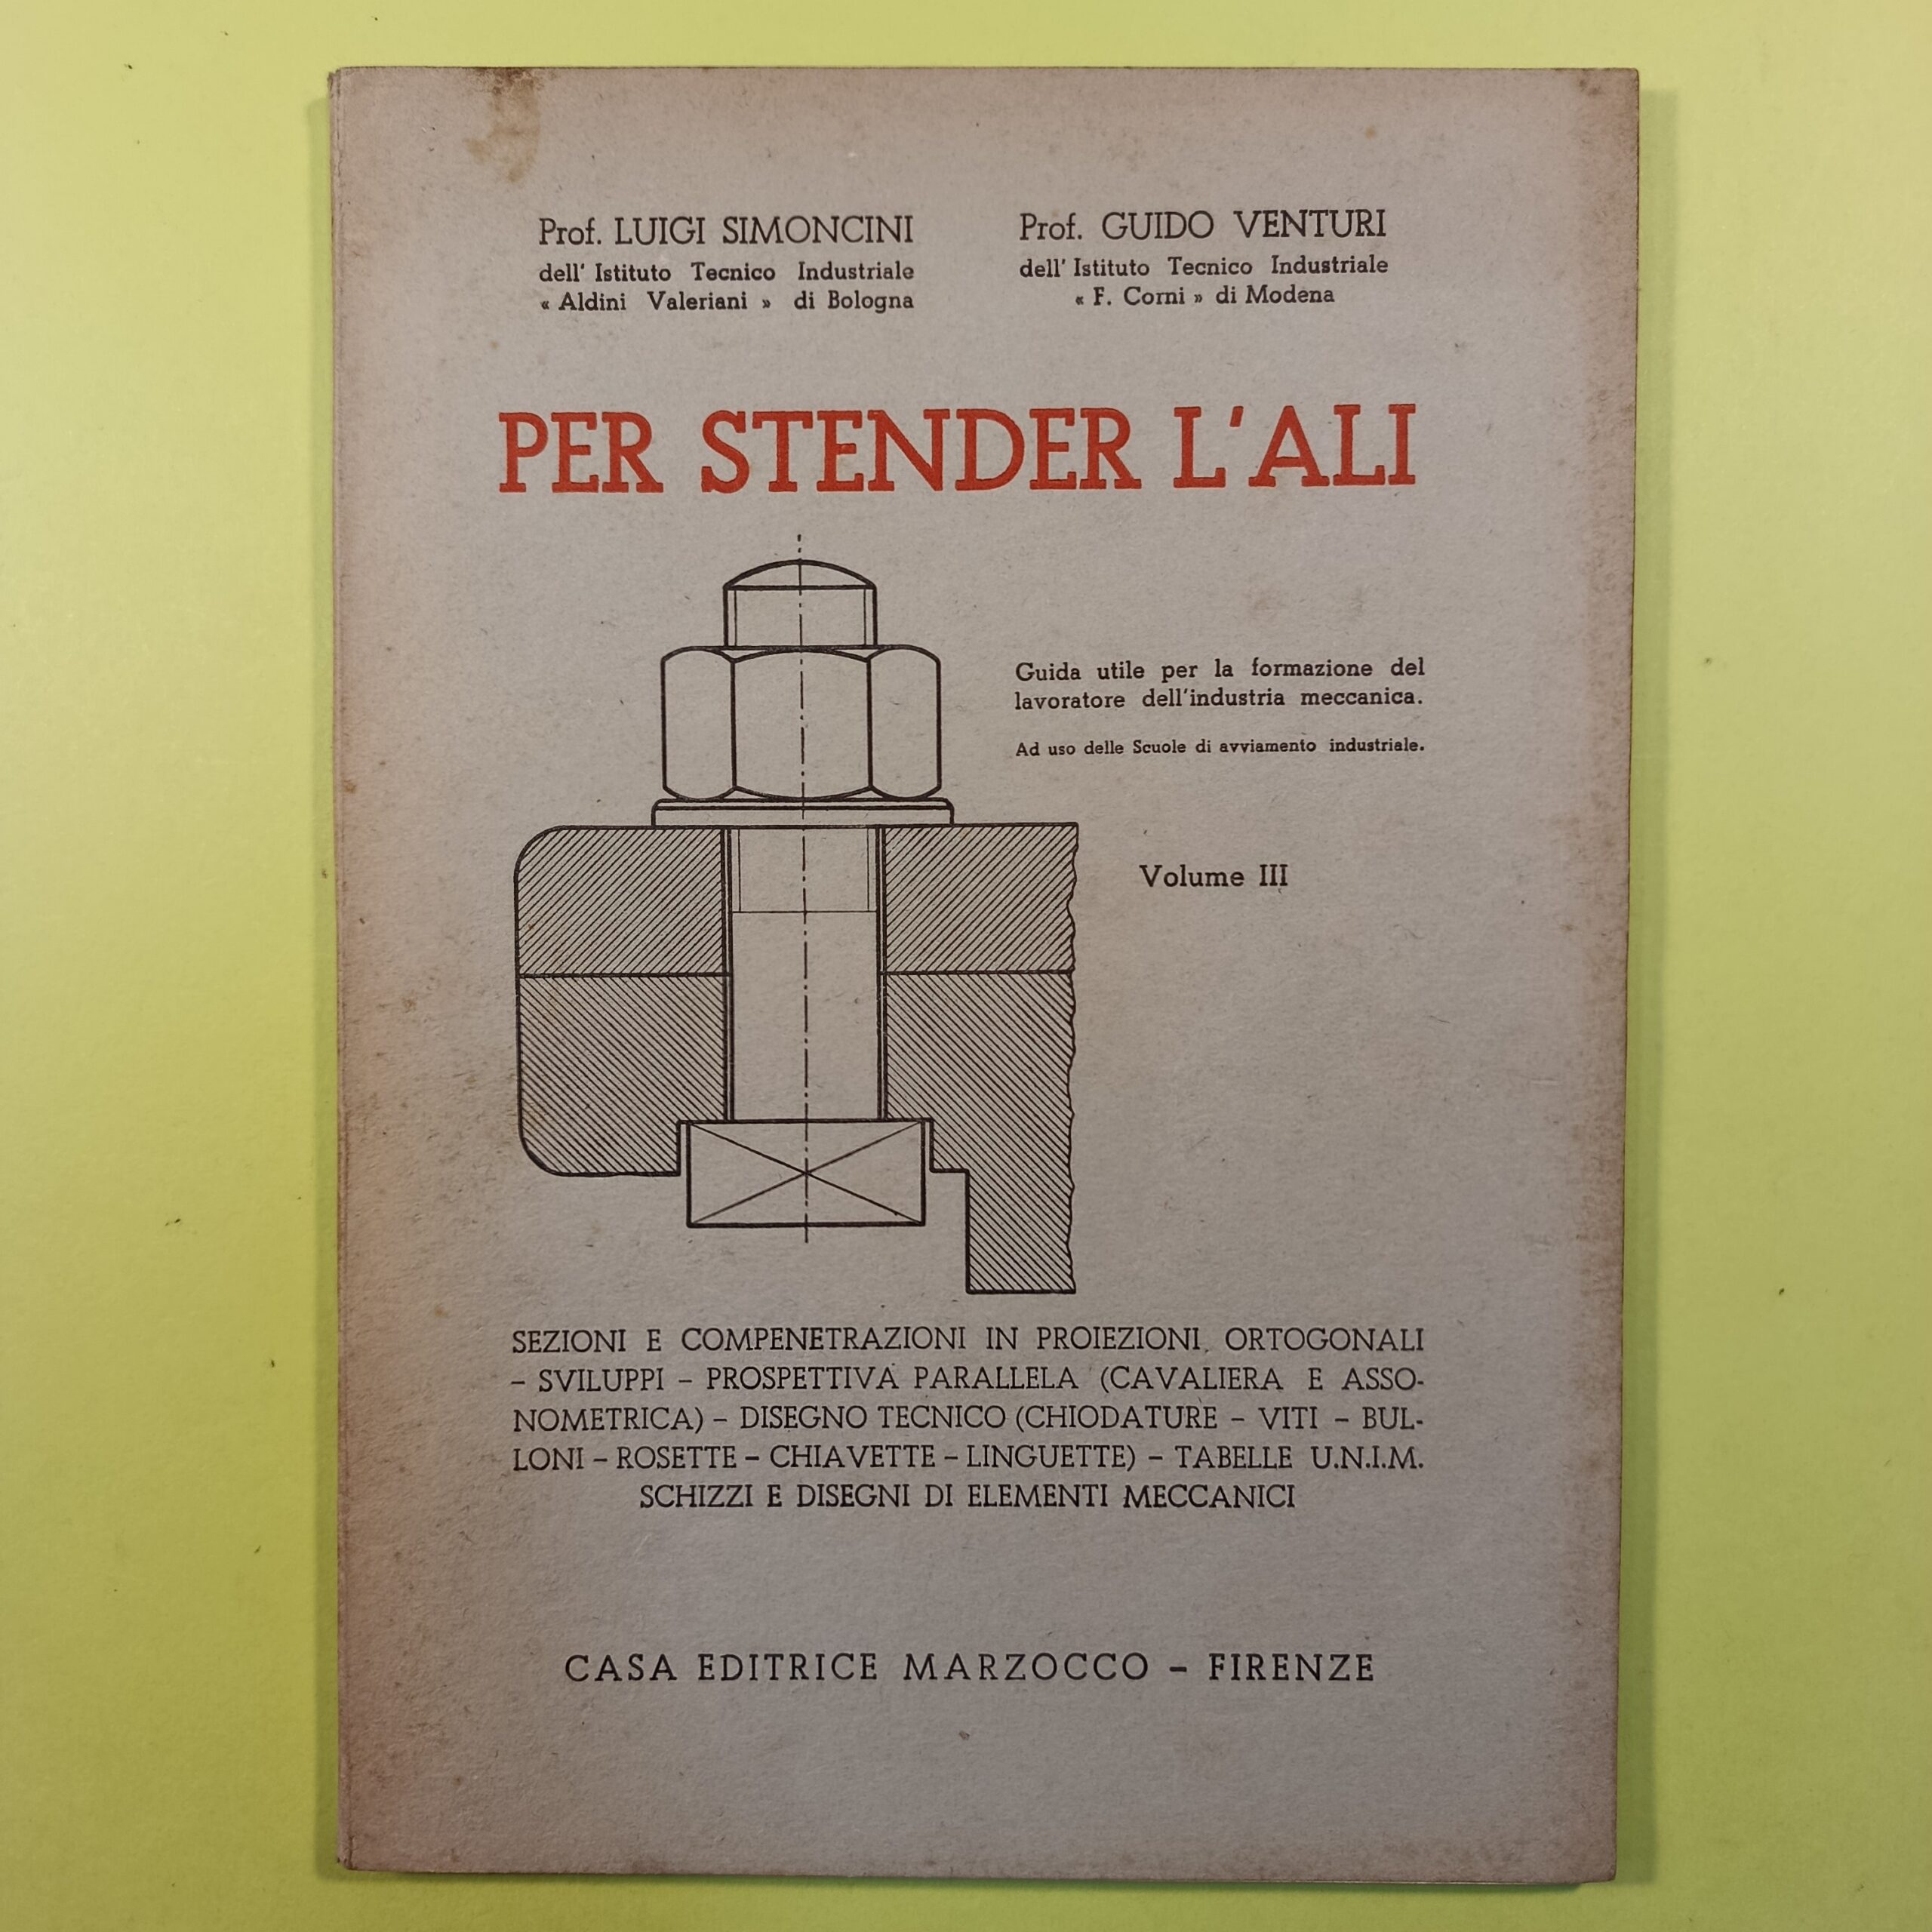 Prof. LUIGI SIMONCINI
dell' Istituto Tecnico Industriale
« Aldini Valeriani » di Bologna
Prof. GUIDO VENTURI
dell' Istituto Tecnico Industriale
« F. Corni » di Modena
PER STENDER L'ALI
Guida utile per la formazione del
lavoratore dell'industria meccanica.
Ad uso delle Scuole di avviamento industriale.
Volume III
SEZIONI E COMPENETRAZIONI IN PROIEZIONI ORTOGONALI
– SVILUPPI – PROSPETTIVA PARALLELA (CAVALIERA E ASSO-
NOMETRICA) – DISEGNO TECNICO (CHIODATURE – VITI – BUL-
LONI – ROSETTE – CHIAVETTE – LINGUETTE) – TABELLE U.N.I.M.
SCHIZZI E DISEGNI DI ELEMENTI MECCANICI
CASA EDITRICE MARZOCCO – FIRENZE